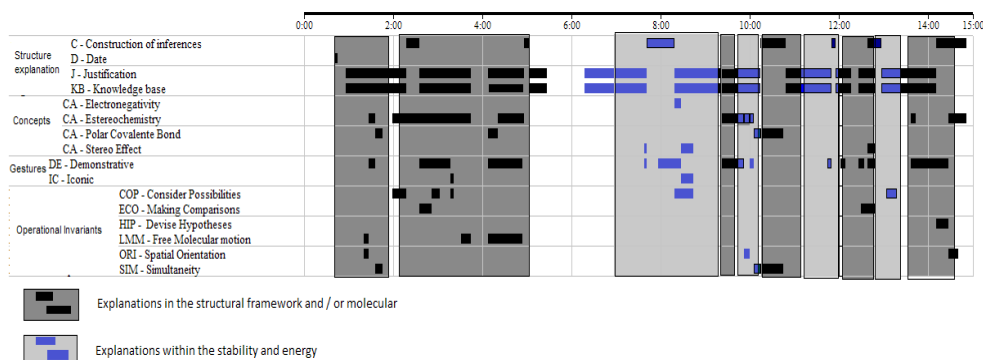 0:00 2:00 4:00 6:00 8:00 10:00 12:00 14:00 15:00
Structure explanation
C - Construction of inferences
D - Date
J - Justification
KB - Knowledge base
Concepts
CA - Electronegativity
CA - Estereochemistry
CA - Polar Covalente Bond
CA - Stereo Effect
Gestures
DE - Demonstrative
IC - Iconic
Operational Invariants
COP - Consider Possibilities
ECO - Making Comparisons
HIP - Devise Hypotheses
LMM - Free Molecular motion
ORI - Spatial Orientation
SIM - Simultaneity
Explanations in the structural framework and / or molecular
Explanations within the stability and energy